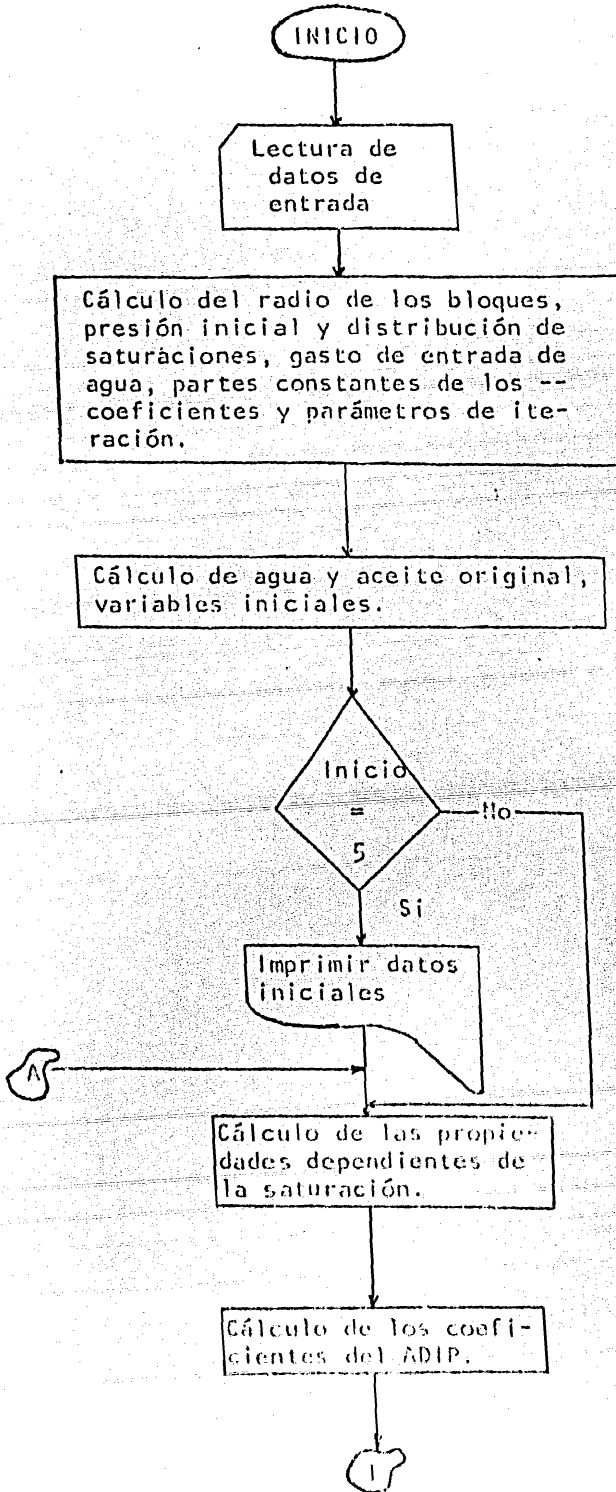 INICIO
Lectura de
datos de
entrada
Cálculo del radio de los bloques,
presión inicial y distribución de
saturaciones, gasto de entrada de
agua, partes constantes de los --
coeficientes y parámetros de ite-
ración.
Cálculo de agua y aceite original,
variables iniciales.
Inicio
=
5
No
Si
Imprimir datos
iniciales
A
Cálculo de las propie-
dades dependientes de
la saturación.
Cálculo de los coefi-
cientes del ADIP.
1